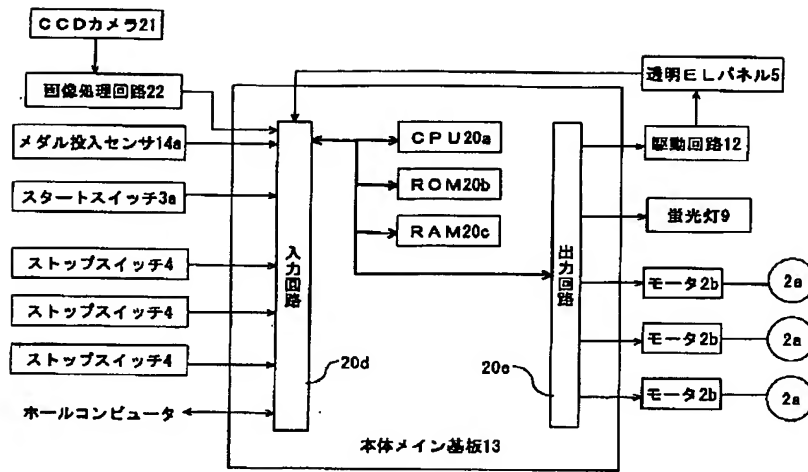 CCDカメラ21
画像処理回路22
メダル投入センサ14a
スタートスイッチ3a
ストップスイッチ4
ストップスイッチ4
ストップスイッチ4
ホールコンピュータ
入力回路
20d
CPU20a
ROM20b
RAM20c
出力回路
20e
本体メイン基板13
透明ELパネル5
駆動回路12
蛍光灯9
モータ2b
2a
モータ2b
2a
モータ2b
2a